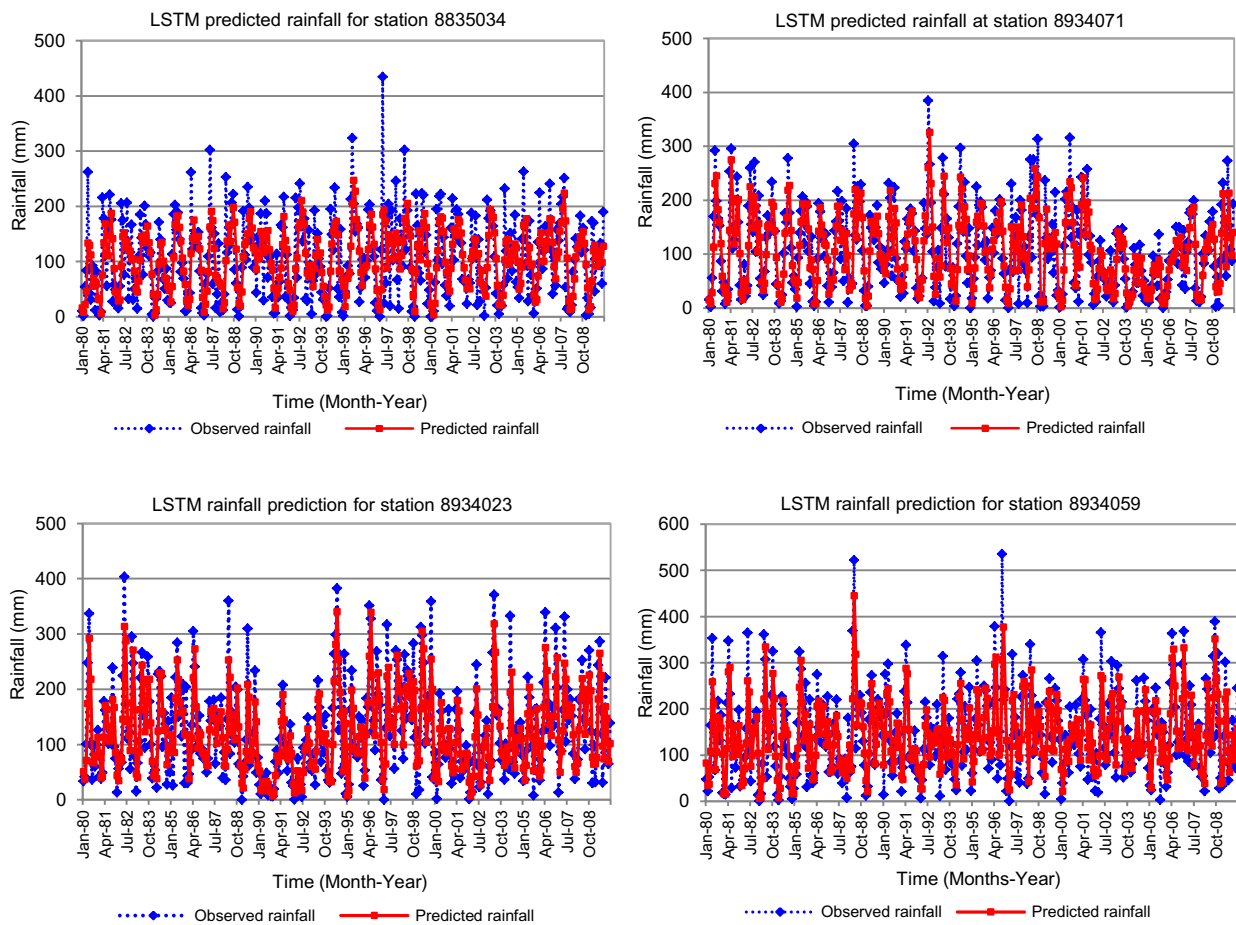 LSTM predicted rainfall for station 8835034
500
400
300
200
100
0
Rainfall (mm)
Jan-80
Apr-81
Jul-82
Oct-83
Jan-85
Apr-86
Jul-87
Oct-88
Jan-90
Apr-91
Jul-92
Oct-93
Jan-95
Apr-96
Jul-97
Oct-98
Jan-00
Apr-01
Jul-02
Oct-03
Jan-05
Apr-06
Jul-07
Oct-08
Time (Month-Year)
Observed rainfall Predicted rainfall
LSTM predicted rainfall at station 8934071
500
400
300
200
100
0
Rainfall (mm)
Jan-80
Apr-81
Jul-82
Oct-83
Jan-85
Apr-86
Jul-87
Oct-88
Jan-90
Apr-91
Jul-92
Oct-93
Jan-95
Apr-96
Jul-97
Oct-98
Jan-00
Apr-01
Jul-02
Oct-03
Jan-05
Apr-06
Jul-07
Oct-08
Time (Month-Year)
Observed rainfall Predicted rainfall
LSTM rainfall prediction for station 8934023
500
400
300
200
100
0
Rainfall (mm)
Jan-80
Apr-81
Jul-82
Oct-83
Jan-85
Apr-86
Jul-87
Oct-88
Jan-90
Apr-91
Jul-92
Oct-93
Jan-95
Apr-96
Jul-97
Oct-98
Jan-00
Apr-01
Jul-02
Oct-03
Jan-05
Apr-06
Jul-07
Oct-08
Time (Month-Year)
Observed rainfall Predicted rainfall
LSTM rainfall prediction for station 8934059
600
500
400
300
200
100
0
Rainfall (mm)
Jan-80
Apr-81
Jul-82
Oct-83
Jan-85
Apr-86
Jul-87
Oct-88
Jan-90
Apr-91
Jul-92
Oct-93
Jan-95
Apr-96
Jul-97
Oct-98
Jan-00
Apr-01
Jul-02
Oct-03
Jan-05
Apr-06
Jul-07
Oct-08
Time (Months-Year)
Observed rainfall Predicted rainfall